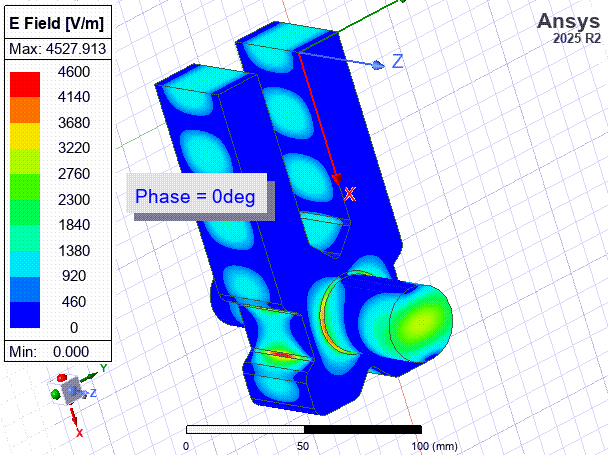 E Field [V/m]
Max: 4527.913
4600
4140
3680
3220
2760
2300
1840
1380
920
460
0
Min: 0.000
Ansys
2025 R2
Z
X
Phase = 0deg
Y
Z
X
0 50 100 (mm)